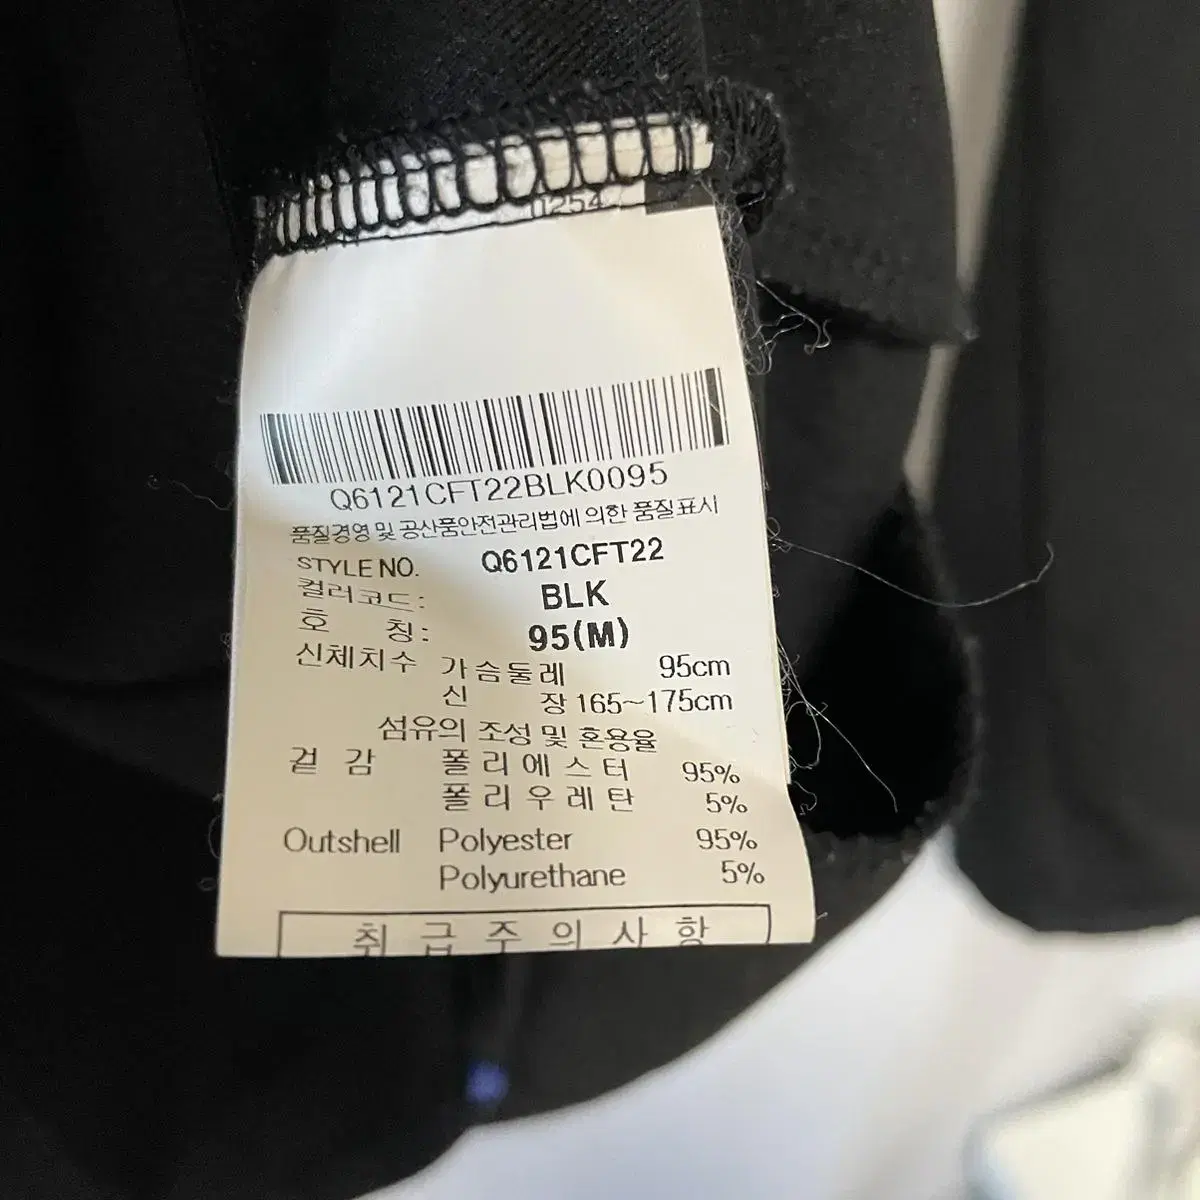 0254
Q6121CFT22BLK0095
품질경영 및 공산품안전관리법에 의한 품질표시
STYLE NO. Q6121CFT22
컬러코드: BLK
호 칭: 95(M)
신체치수 가슴둘레 95cm
신 장 165~175cm
섬유의 조성 및 혼용율
겉 감 폴리에스터 95%
폴리우레탄 5%
Outshell Polyester 95%
Polyurethane 5%
취 급 주 의 사 항